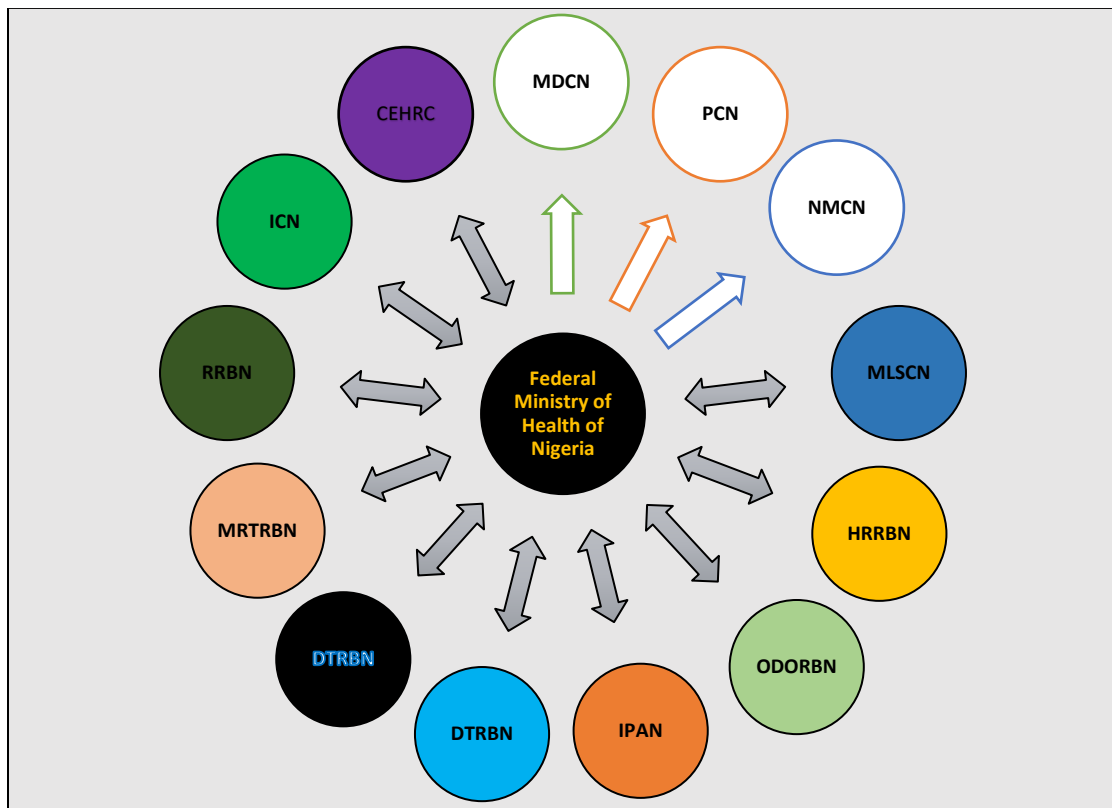 MDCN
PCN
NMCN
MLSCN
HRRBN
ODORBN
IPAN
DTRBN
DTRBN
MRTRBN
RRBN
ICN
CEHRC
Federal
Ministry of
Health of
Nigeria